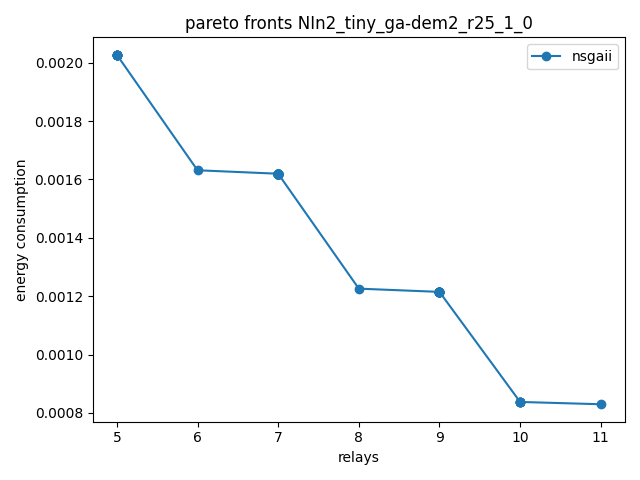 pareto fronts NIn2_tiny_ga-dem2_r25_1_0
nsgaii
energy consumption
0.0020
0.0018
0.0016
0.0014
0.0012
0.0010
0.0008
5 6 7 8 9 10 11
relays